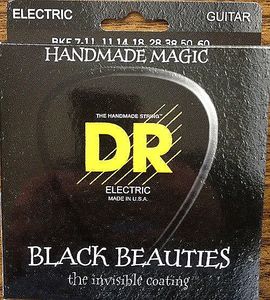 ELECTRIC GUITAR
BKE 7-11 11 14 18 28 38 50 60
HANDMADE MAGIC
THE HANDMADE STRING™
DR
ELECTRIC
MADE IN U.S.A.
BLACK BEAUTIES
the invisible coating